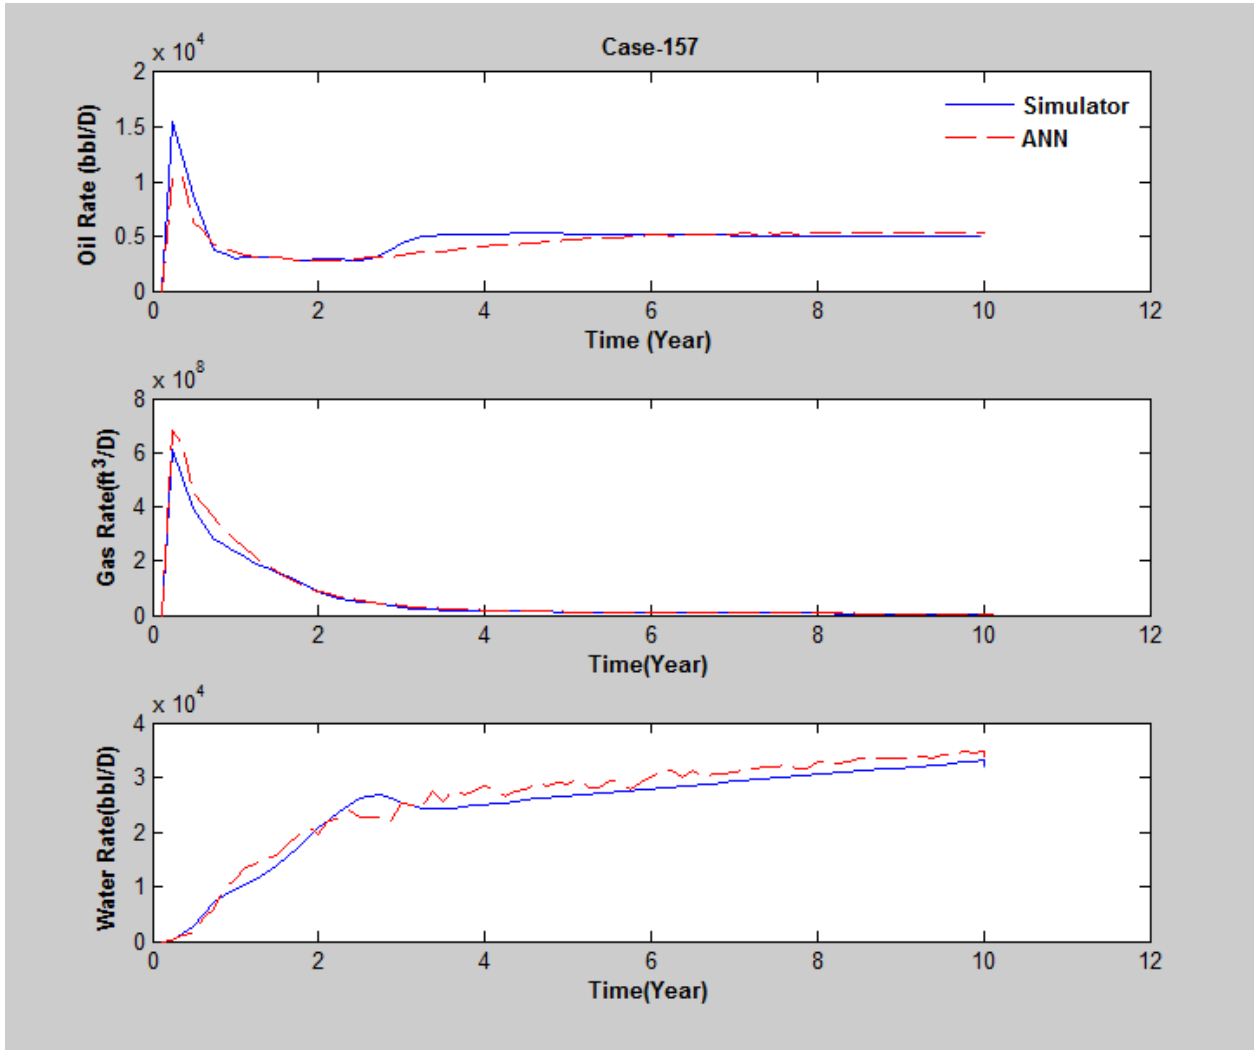 Case-157
x 10^4
2
1.5
1
0.5
0
Oil Rate (bbl/D)
Simulator
ANN
0 2 4 6 8 10 12
Time (Year)
x 10^8
8
6
4
2
0
Gas Rate(ft^3/D)
0 2 4 6 8 10 12
Time(Year)
x 10^4
4
3
2
1
0
Water Rate(bbl/D)
0 2 4 6 8 10 12
Time(Year)